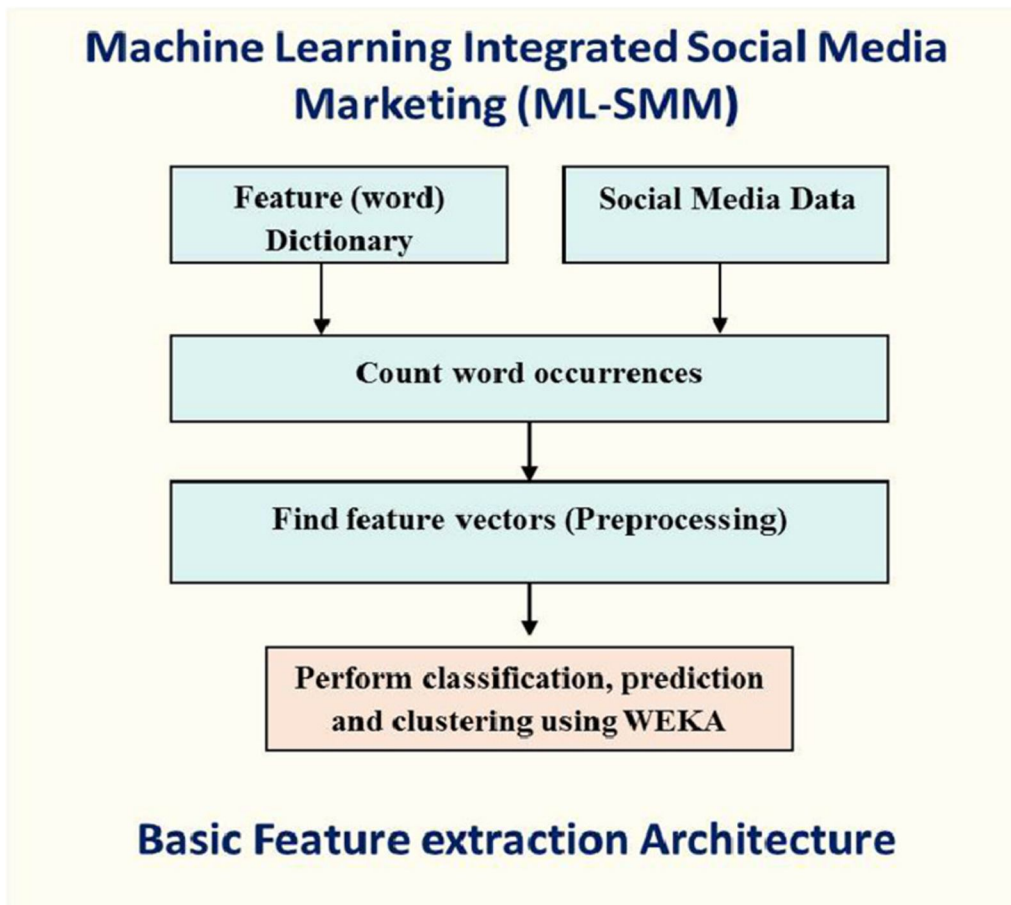 Machine Learning Integrated Social Media
Marketing (ML-SMM)
Feature (word)
Dictionary
Social Media Data
Count word occurrences
Find feature vectors (Preprocessing)
Perform classification, prediction
and clustering using WEKA
Basic Feature extraction Architecture